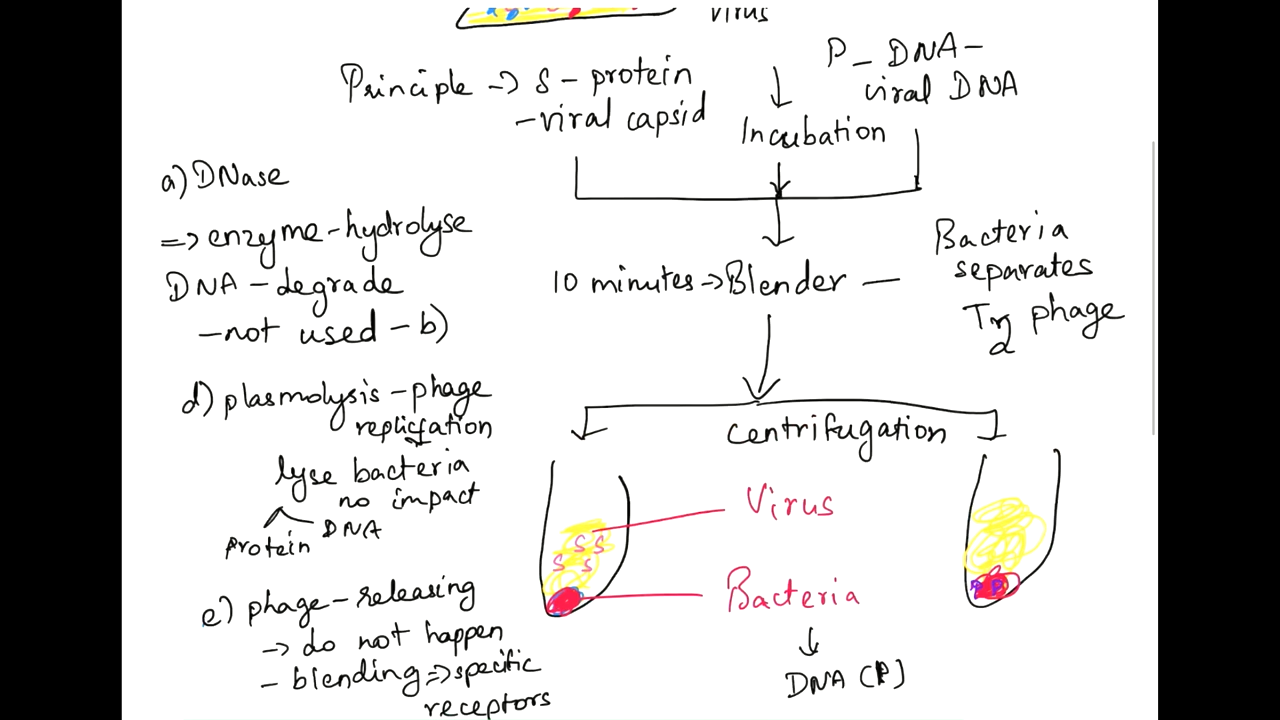 virus
Principle -> S - protein
- viral capsid
P - DNA -
viral DNA
Incubation
a) DNase
=> enzyme - hydrolyse
DNA - degrade
- not used - b)
10 minutes -> Blender -
Bacteria
separates
T2 phage
d) plasmolysis - phage
replication
lyse bacteria
no impact
protein DNA
Centrifugation
Virus
S S
S S
Bacteria
P P
DNA (P)
e) phage - releasing
-> do not happen
- blending => specific
receptors